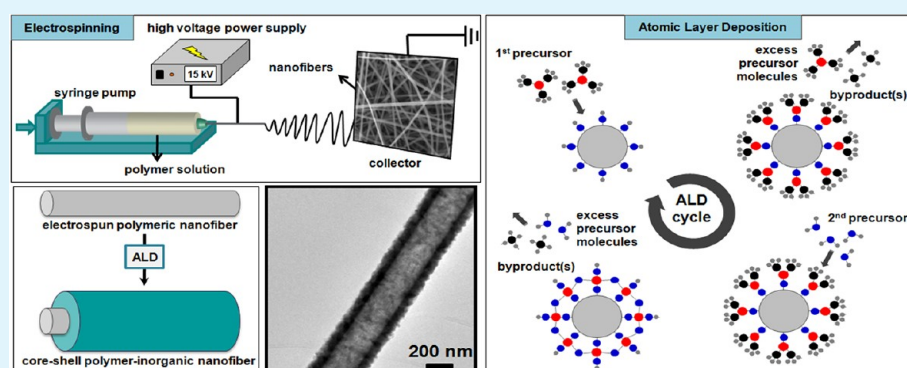 Electrospinning
high voltage power supply
15 kV
nanofibers
syringe pump
collector
polymer solution
electrospun polymeric nanofiber
ALD
core-shell polymer-inorganic nanofiber
200 nm
Atomic Layer Deposition
1st precursor
excess
precursor
molecules
byproduct(s)
ALD
cycle
excess
precursor
molecules
byproduct(s)
2nd precursor